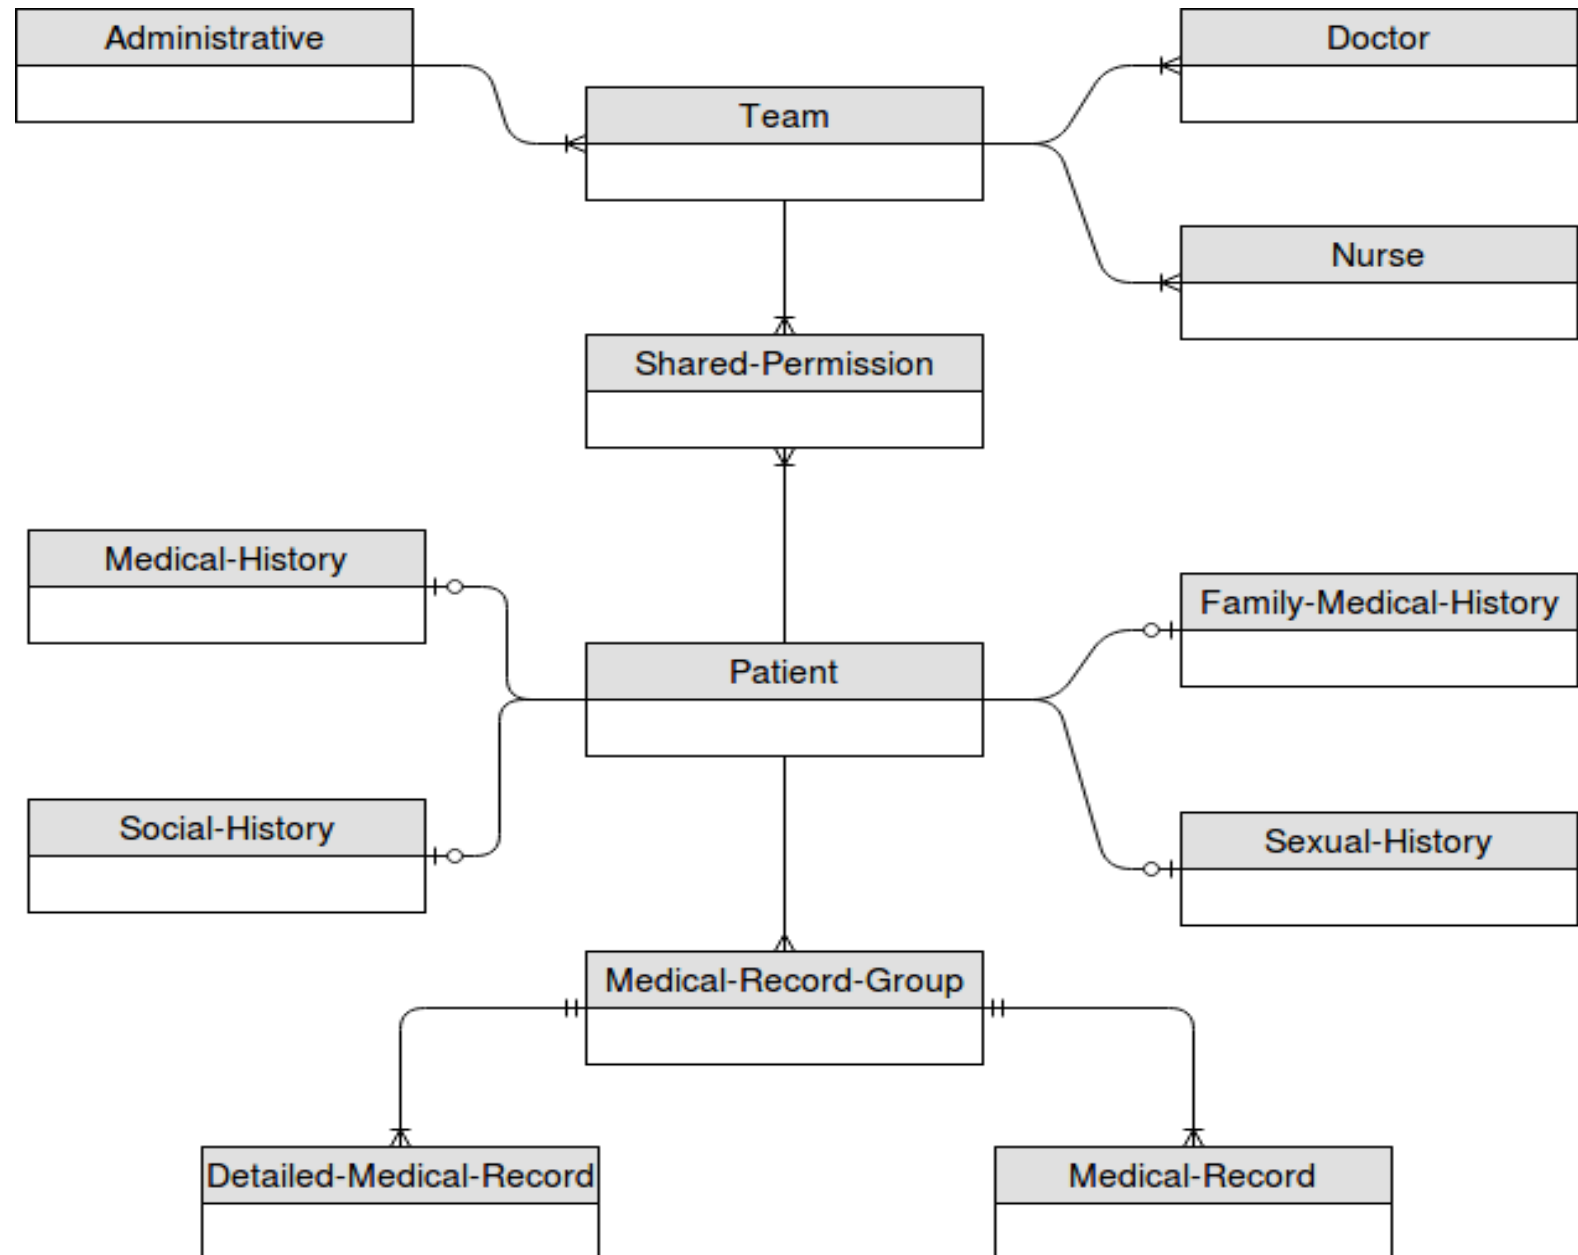 Administrative
Doctor
Team
Nurse
Shared-Permission
Medical-History
Family-Medical-History
Patient
Social-History
Sexual-History
Medical-Record-Group
Detailed-Medical-Record
Medical-Record